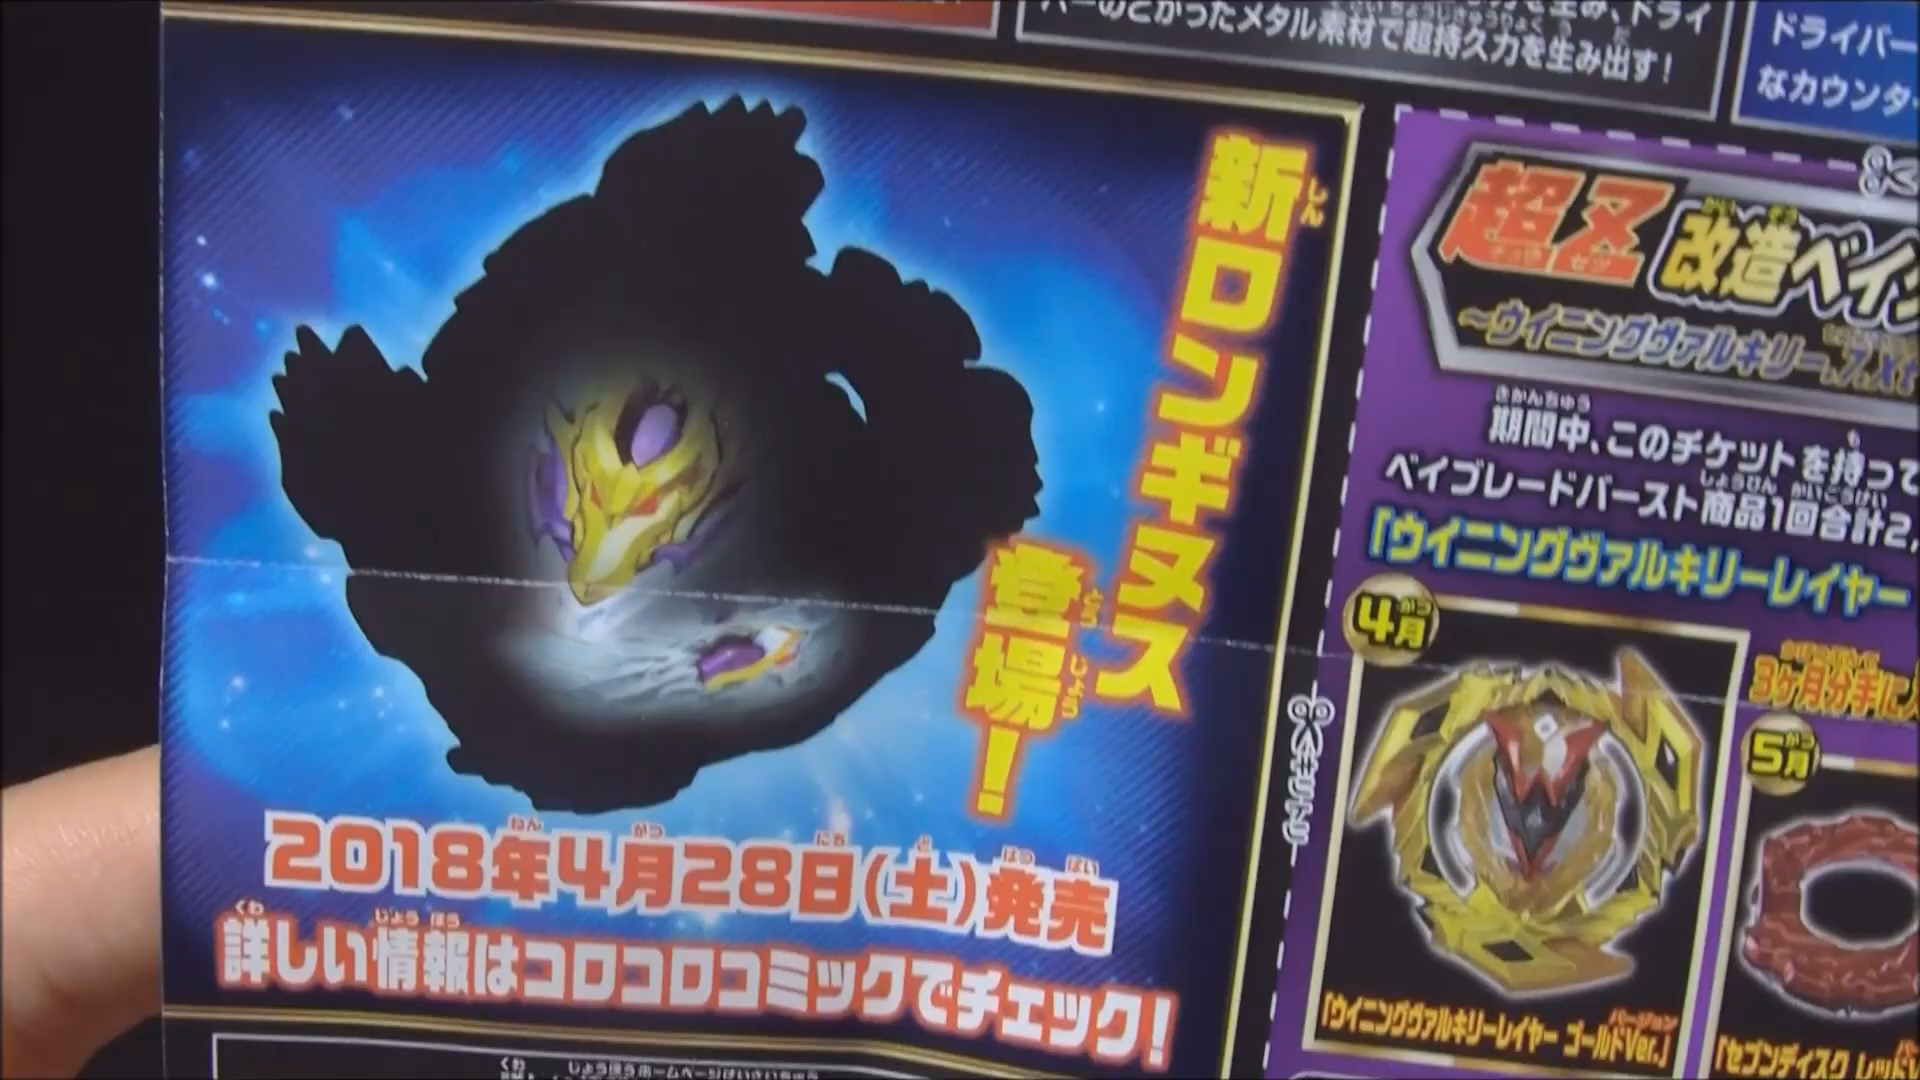 バーのとがったメタル素材で超持久力を生み出す!
ドライバー
なカウンター
新ロンギヌス
登場!
2018年4月28日(土)発売
詳しい情報はコロコロコミックでチェック!
超Z
改造ベイ
~ウイニングヴァルキリー.7.Xt
期間中、このチケットを持って
ベイブレードバースト商品1回合計2,
「ウイニングヴァルキリーレイヤー
4月
3ヶ月分手に
5月
キリトリ
「ウイニングヴァルキリーレイヤー ゴールドVer.」
「セブンディスク レッドV